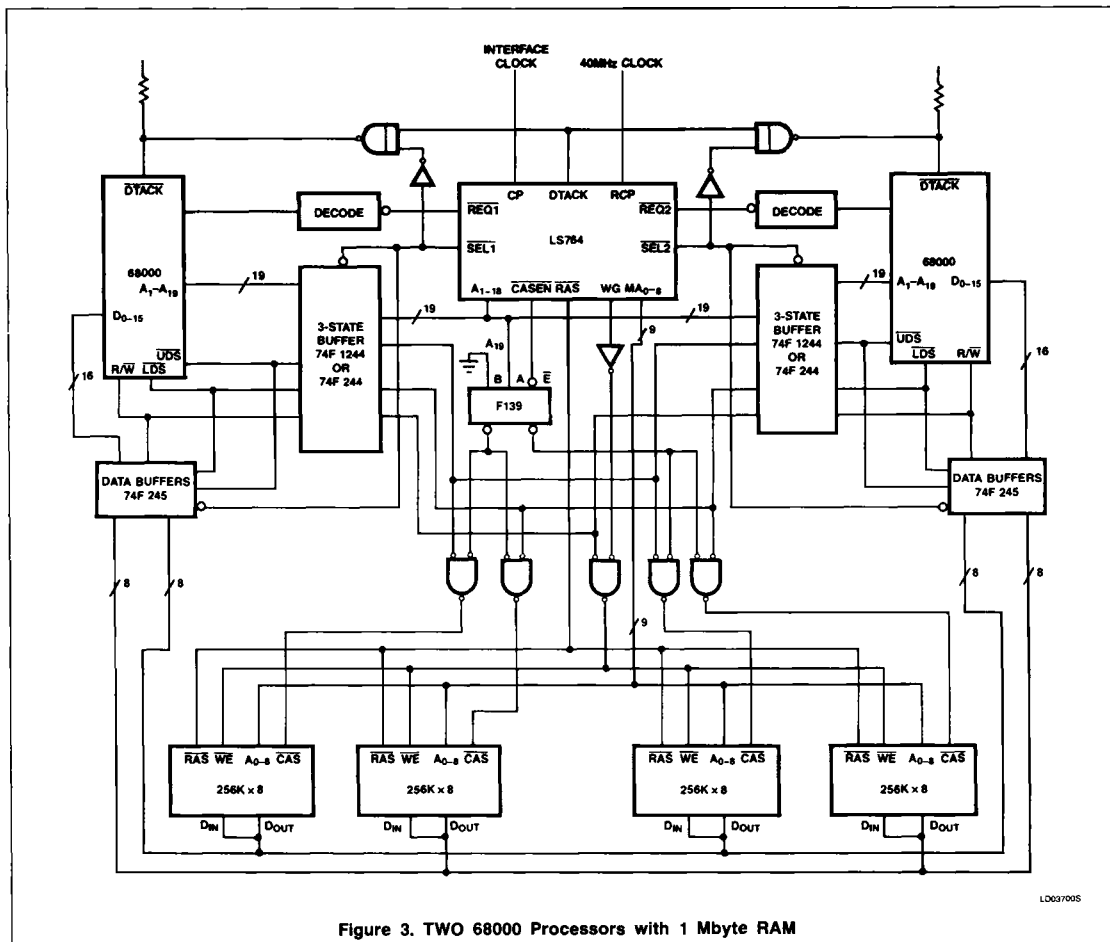 INTERFACE
CLOCK
40MHz CLOCK
DTACK
68000
A1–A19
D0–15
UDS
R/W LDS
DECODE
CP DTACK RCP
REQ1 REQ2
LS764
SEL1 SEL2
A1–18 CASEN RAS WG MA0–8
DECODE
DTACK
68000
A1–A19 D0–15
UDS
LDS R/W
19
3-STATE
BUFFER
74F 1244
OR
74F 244
19
19
9
19
3-STATE
BUFFER
74F 1244
OR
74F 244
16
16
A19
B A E
F139
DATA BUFFERS
74F 245
DATA BUFFERS
74F 245
8 8
8 8
9
RAS WE A0–8 CAS
256K x 8
DIN DOUT
RAS WE A0–8 CAS
256K x 8
DIN DOUT
RAS WE A0–8 CAS
256K x 8
DIN DOUT
RAS WE A0–8 CAS
256K x 8
DIN DOUT
LD03700S
Figure 3. TWO 68000 Processors with 1 Mbyte RAM